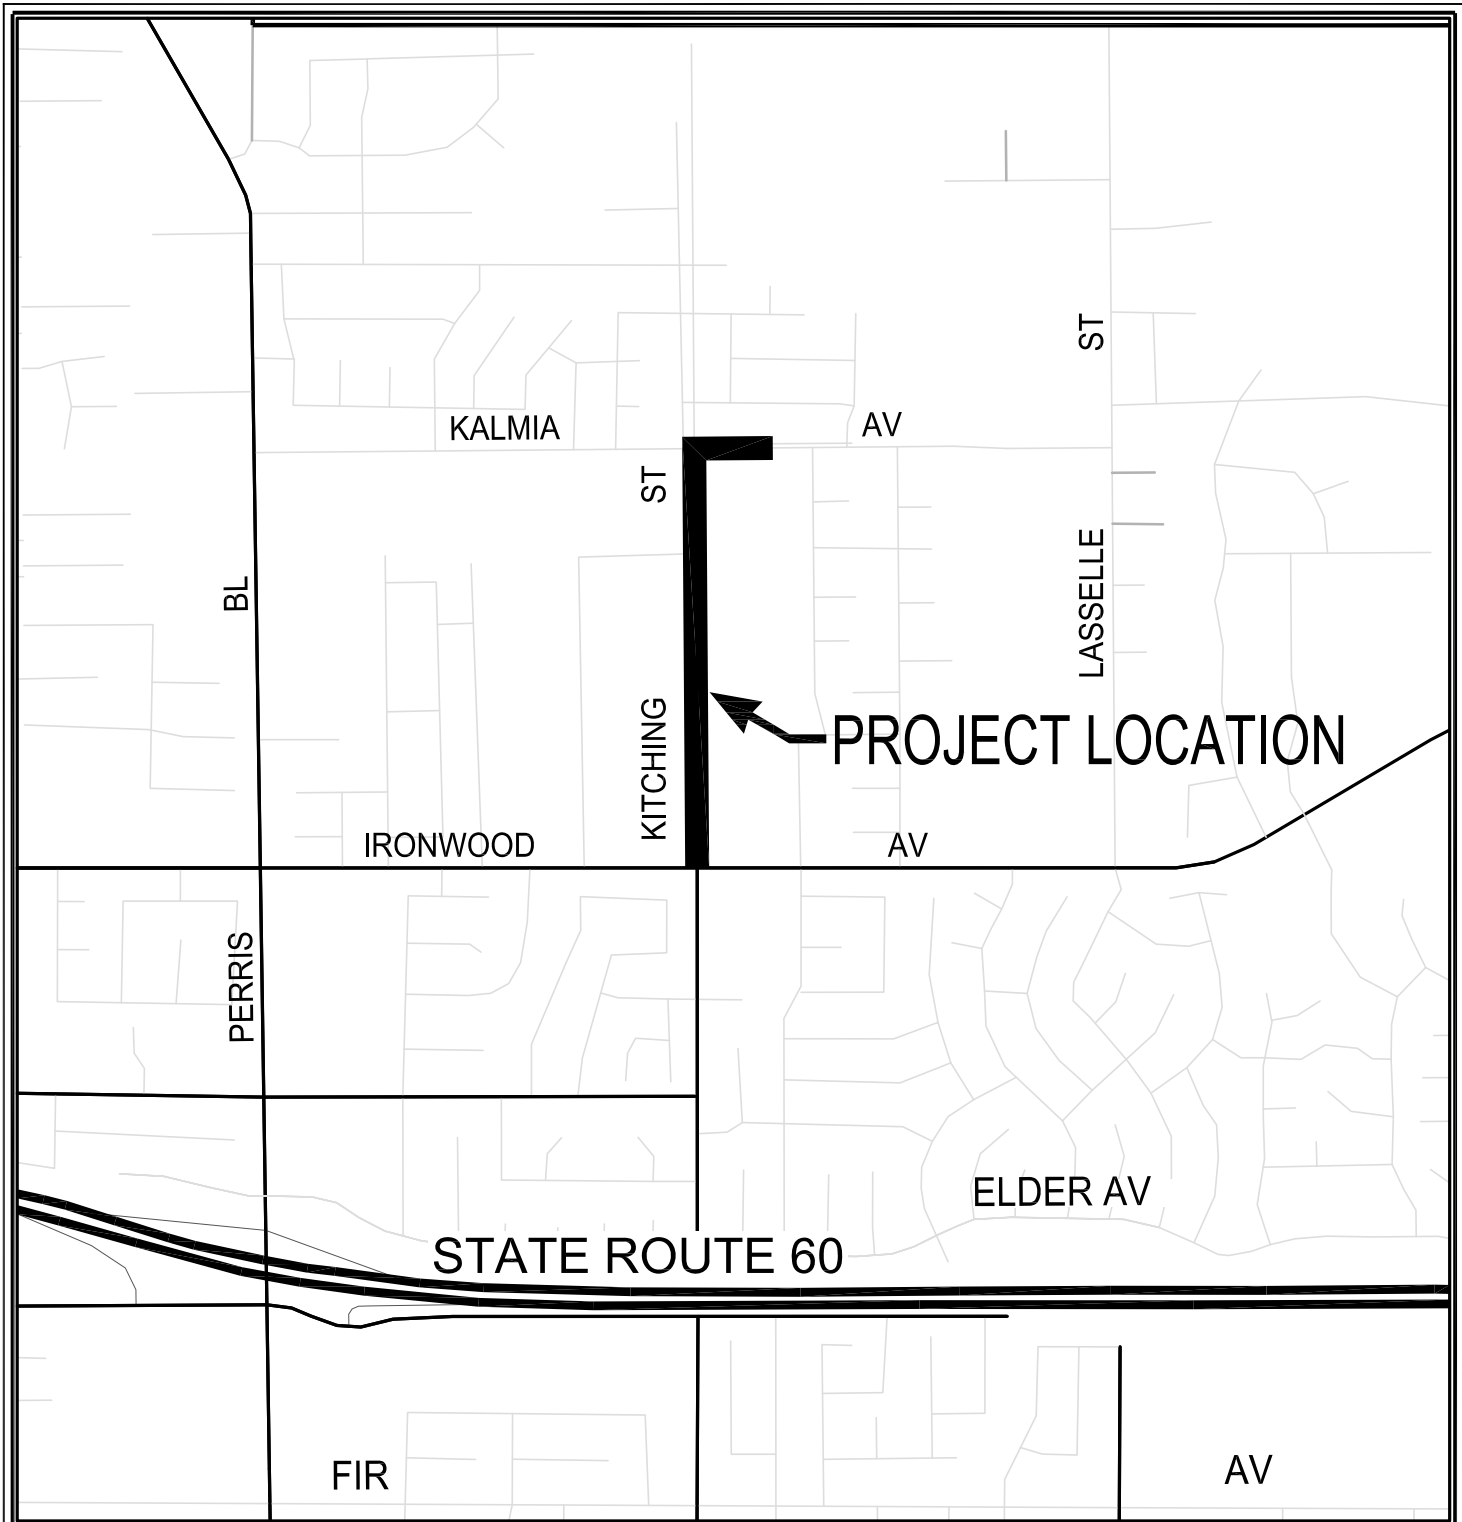 ST
KALMIA
AV
ST
BL
LASSELLE
KITCHING
PROJECT LOCATION
IRONWOOD
AV
PERRIS
ELDER AV
STATE ROUTE 60
FIR
AV